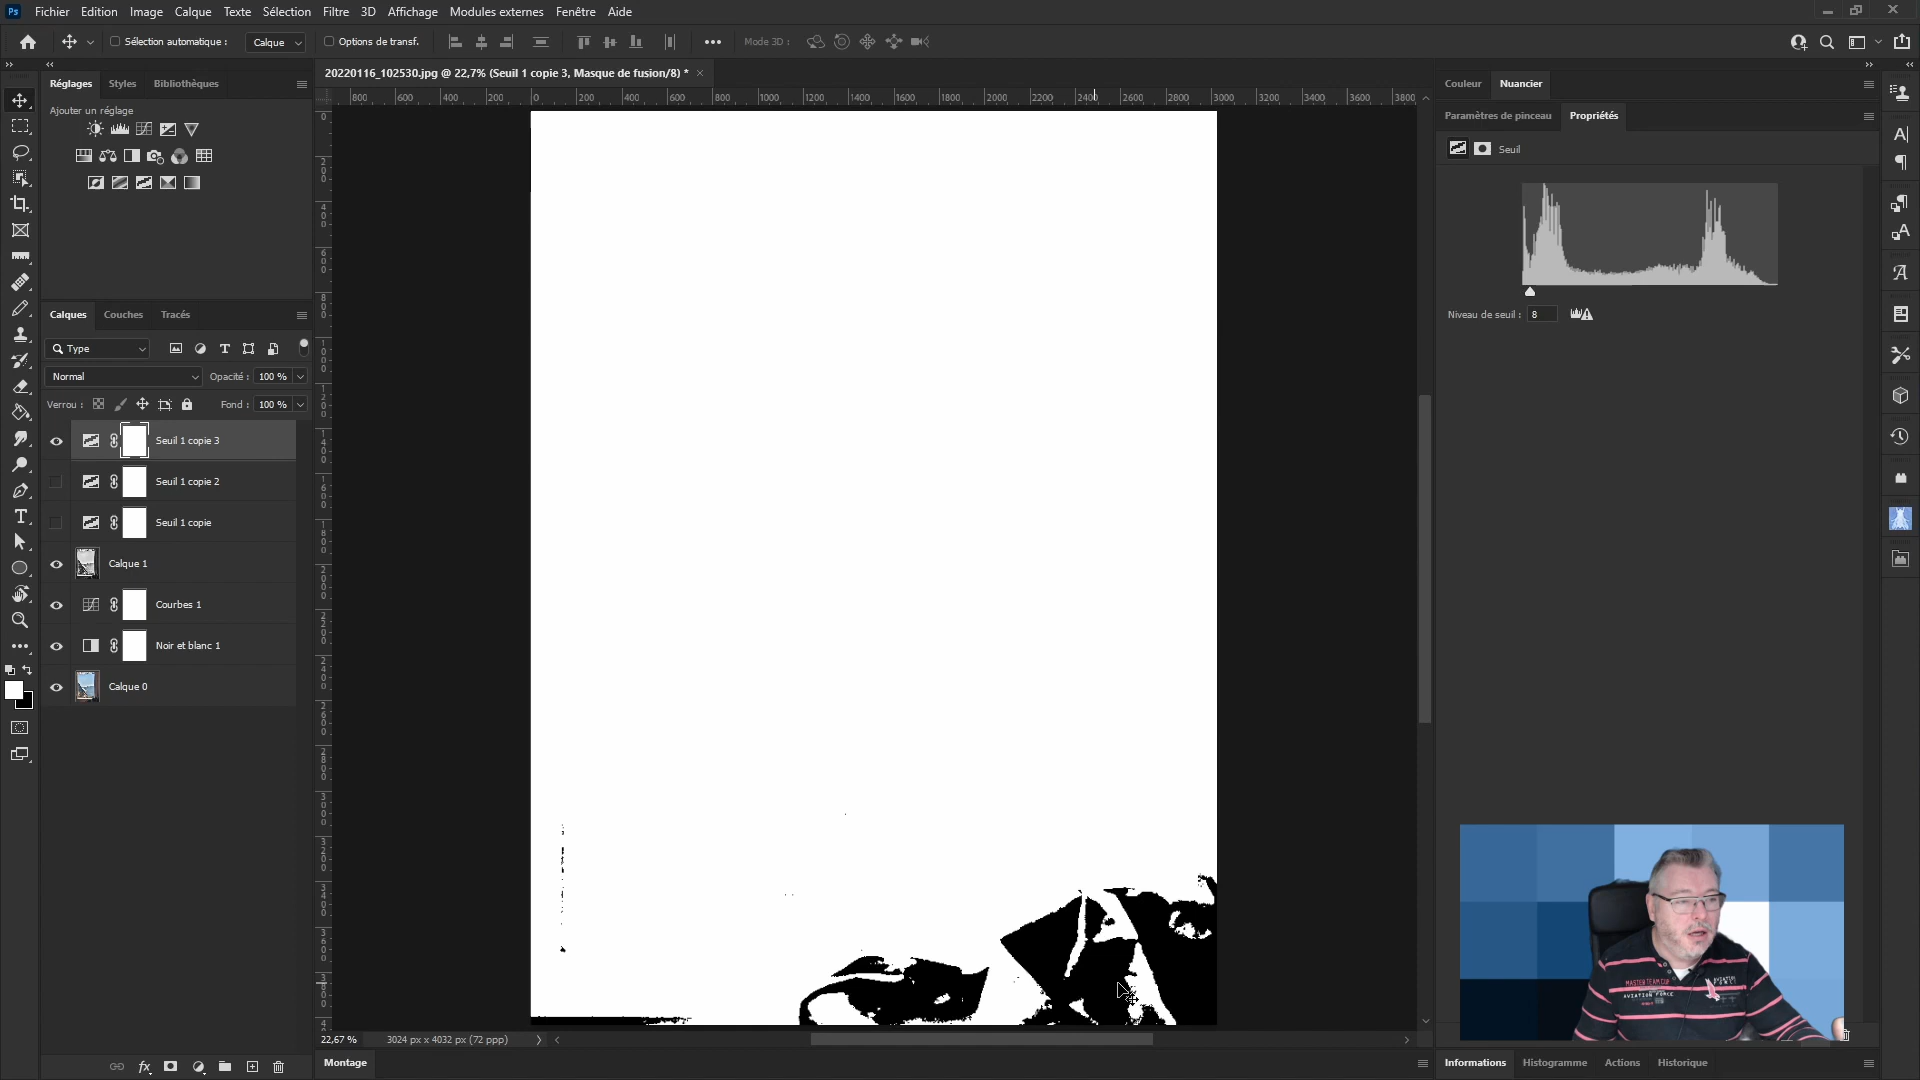 Ps Fichier Edition Image Calque Texte Sélection Filtre 3D Affichage Modules externes Fenêtre Aide
Sélection automatique : Calque Options de transf. Mode 3D :
20220116_102530.jpg @ 22,7% (Seuil 1 copie 3, Masque de fusion/8) *
Réglages Styles Bibliothèques
Ajouter un réglage
800 600 400 200 0 200 400 600 800 1000 1200 1400 1600 1800 2000 2200 2400 2600 2800 3000 3200 3400 3600 3800
Couleur Nuancier
Paramètres de pinceau Propriétés
Seuil
Niveau de seuil : 8
Calques Couches Tracés
Type
Normal Opacité : 100 %
Verrou : Fond : 100 %
Seuil 1 copie 3
Seuil 1 copie 2
Seuil 1 copie
Calque 1
Courbes 1
Noir et blanc 1
Calque 0
MASTER TEAM CUP
AVIATION FORCE
22,67 % 3024 px x 4032 px (72 ppp)
Montage
Informations Histogramme Actions Historique